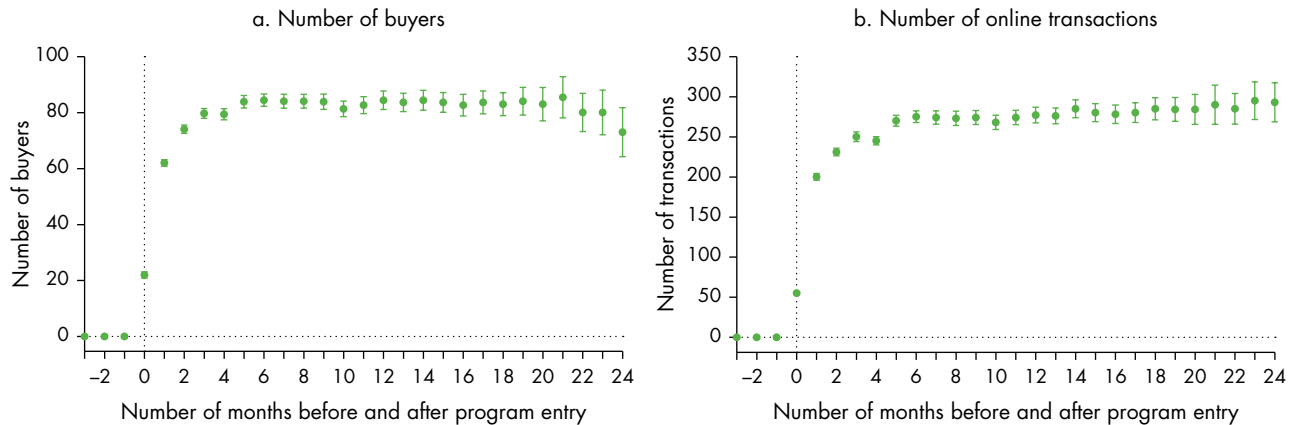 a. Number of buyers
100
80
60
40
20
0
Number of buyers
–2 0 2 4 6 8 10 12 14 16 18 20 22 24
Number of months before and after program entry
b. Number of online transactions
350
300
250
200
150
100
50
0
Number of transactions
–2 0 2 4 6 8 10 12 14 16 18 20 22 24
Number of months before and after program entry